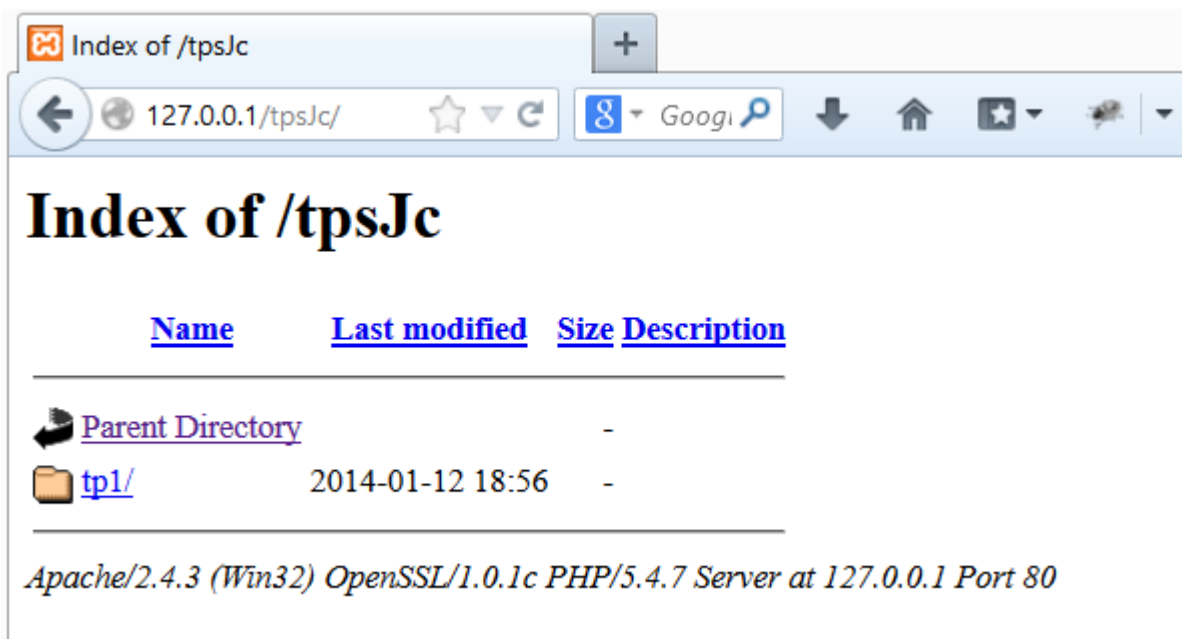 Index of /tpsJc
127.0.0.1/tpsJc/
Googl
Index of /tpsJc
Name Last modified Size Description
Parent Directory -
tp1/ 2014-01-12 18:56 -
Apache/2.4.3 (Win32) OpenSSL/1.0.1c PHP/5.4.7 Server at 127.0.0.1 Port 80